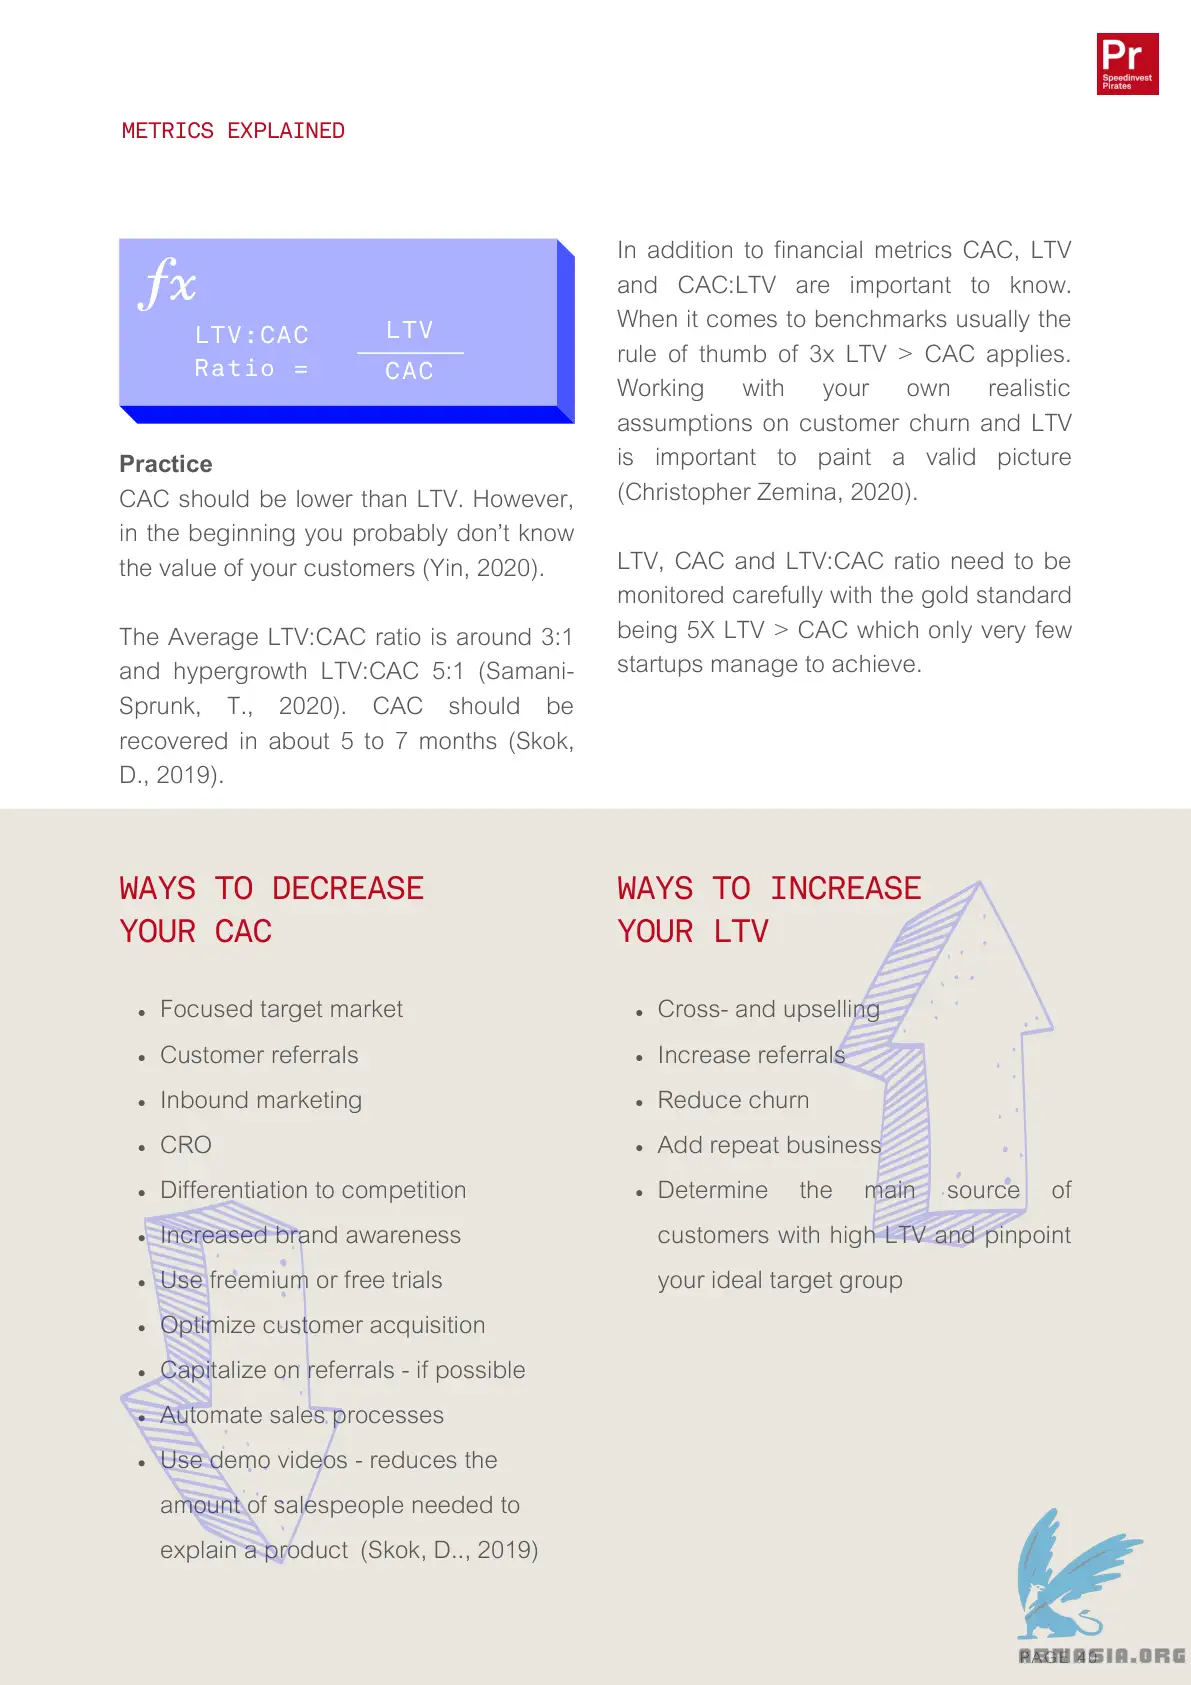 Pr
Speedinvest
Pirates
METRICS EXPLAINED
fx
LTV:CAC
Ratio =
LTV
CAC
Practice
CAC should be lower than LTV. However,
in the beginning you probably don’t know
the value of your customers (Yin, 2020).
The Average LTV:CAC ratio is around 3:1
and hypergrowth LTV:CAC 5:1 (Samani-
Sprunk, T., 2020). CAC should be
recovered in about 5 to 7 months (Skok,
D., 2019).
In addition to financial metrics CAC, LTV
and CAC:LTV are important to know.
When it comes to benchmarks usually the
rule of thumb of 3x LTV > CAC applies.
Working with your own realistic
assumptions on customer churn and LTV
is important to paint a valid picture
(Christopher Zemina, 2020).
LTV, CAC and LTV:CAC ratio need to be
monitored carefully with the gold standard
being 5X LTV > CAC which only very few
startups manage to achieve.
WAYS TO DECREASE
YOUR CAC
• Focused target market
• Customer referrals
• Inbound marketing
• CRO
• Differentiation to competition
• Increased brand awareness
• Use freemium or free trials
• Optimize customer acquisition
• Capitalize on referrals - if possible
• Automate sales processes
• Use demo videos - reduces the
amount of salespeople needed to
explain a product (Skok, D.., 2019)
WAYS TO INCREASE
YOUR LTV
• Cross- and upselling
• Increase referrals
• Reduce churn
• Add repeat business
• Determine the main source of
customers with high LTV and pinpoint
your ideal target group
PAGE 40